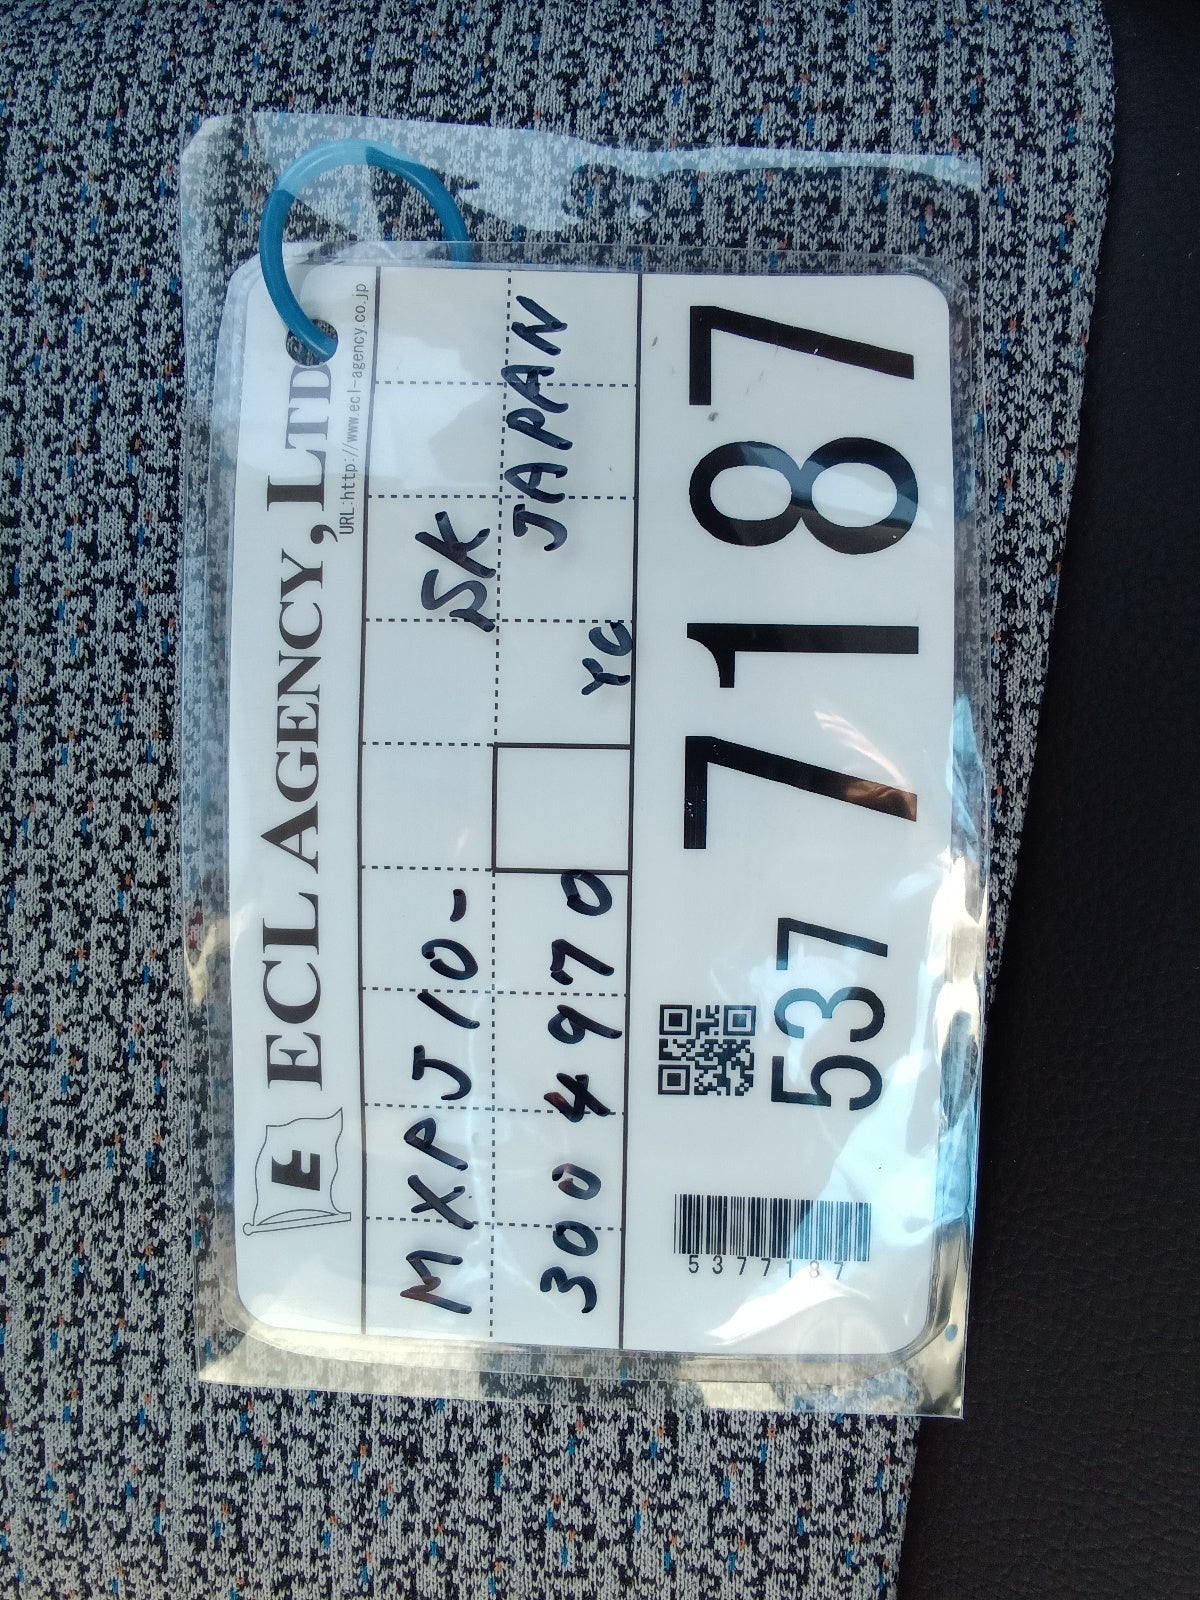 E ECL AGENCY,LTD
URL:http://www.ecl-agency.co.jp
MXPJ10- SK
3004970 YC JAPAN
537 7187
5377187